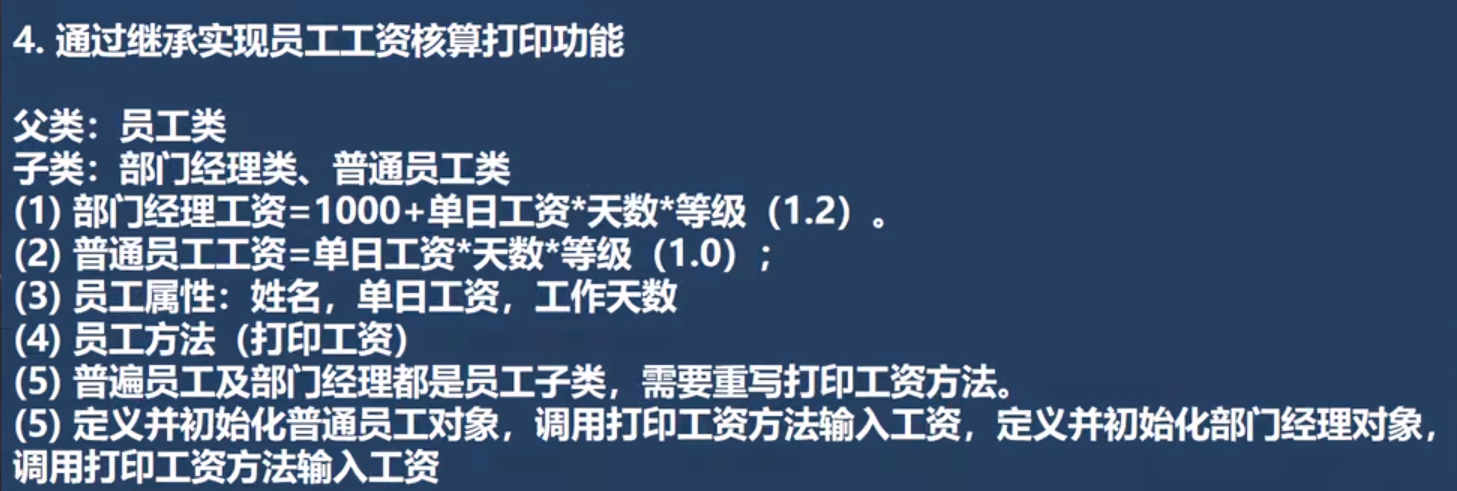 4. 通过继承实现员工工资核算打印功能
父类：员工类
子类：部门经理类、普通员工类
(1) 部门经理工资=1000+单日工资*天数*等级（1.2）。
(2) 普通员工工资=单日工资*天数*等级（1.0）;
(3) 员工属性：姓名，单日工资，工作天数
(4) 员工方法（打印工资）
(5) 普遍员工及部门经理都是员工子类，需要重写打印工资方法。
(5) 定义并初始化普通员工对象，调用打印工资方法输入工资，定义并初始化部门经理对象，
调用打印工资方法输入工资